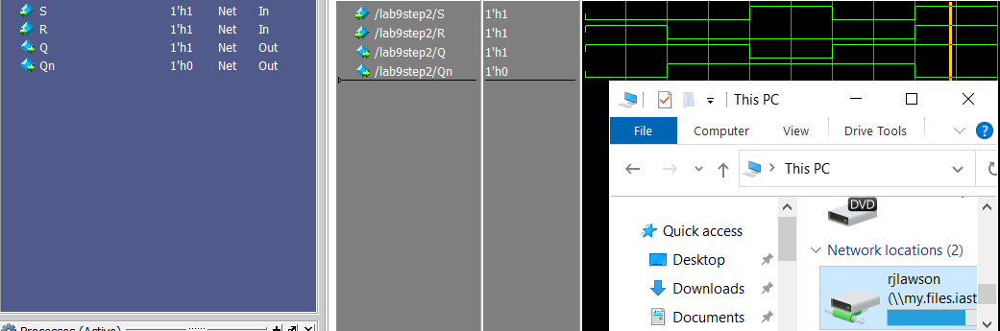 S 1'h1 Net In
R 1'h1 Net In
Q 1'h1 Net Out
Qn 1'h0 Net Out
Processes (Active)
/lab9step2/S 1'h1
/lab9step2/R 1'h1
/lab9step2/Q 1'h1
/lab9step2/Qn 1'h0
This PC
File Computer View Drive Tools
This PC
Quick access
Desktop
Downloads
Documents
DVD
Network locations (2)
rjlawson
(\\my.files.iast